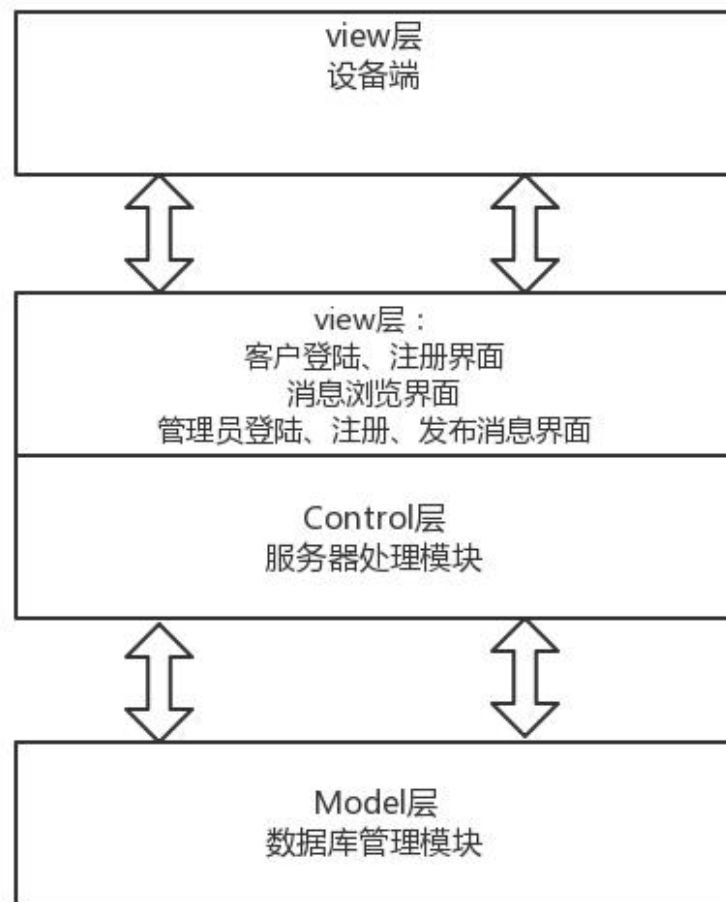 view层
设备端
view层：
客户登陆、注册界面
消息浏览界面
管理员登陆、注册、发布消息界面
Control层
服务器处理模块
Model层
数据库管理模块